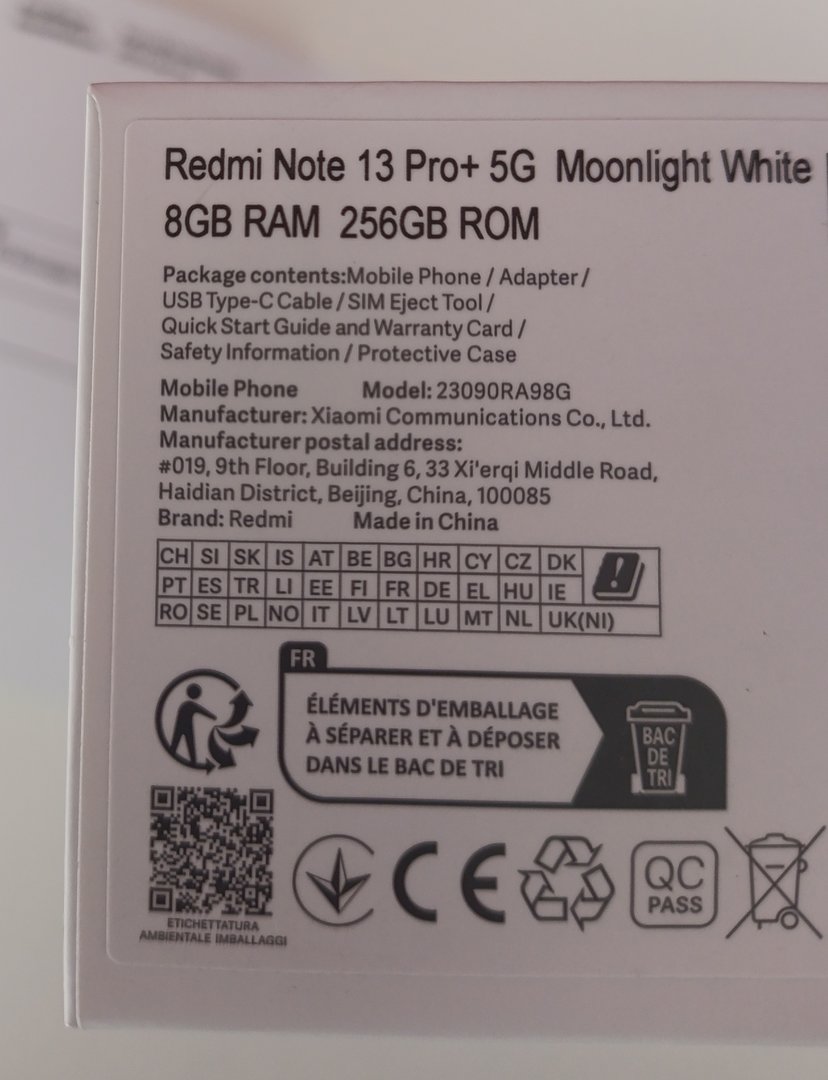 Redmi Note 13 Pro+ 5G Moonlight White
8GB RAM 256GB ROM
Package contents:Mobile Phone / Adapter /
USB Type-C Cable / SIM Eject Tool /
Quick Start Guide and Warranty Card /
Safety Information / Protective Case
Mobile Phone Model: 23090RA98G
Manufacturer: Xiaomi Communications Co., Ltd.
Manufacturer postal address:
#019, 9th Floor, Building 6, 33 Xi'erqi Middle Road,
Haidian District, Beijing, China, 100085
Brand: Redmi Made in China
CH SI SK IS AT BE BG HR CY CZ DK
PT ES TR LI EE FI FR DE EL HU IE
RO SE PL NO IT LV LT LU MT NL UK(NI)
FR
ÉLÉMENTS D'EMBALLAGE
À SÉPARER ET À DÉPOSER
DANS LE BAC DE TRI
BAC
DE
TRI
ETICHETTATURA
AMBIENTALE IMBALLAGGI
CE
QC
PASS